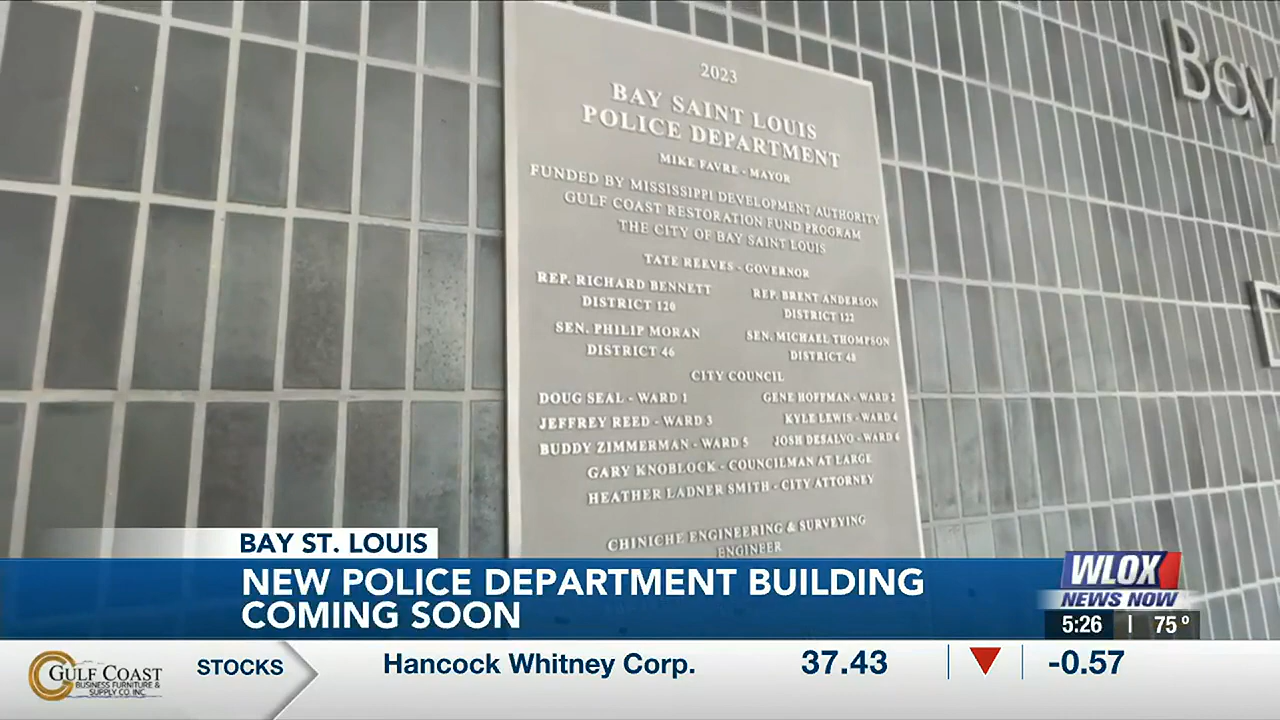 2023
BAY SAINT LOUIS
POLICE DEPARTMENT
MIKE FAVRE - MAYOR
FUNDED BY MISSISSIPPI DEVELOPMENT AUTHORITY
GULF COAST RESTORATION FUND PROGRAM
THE CITY OF BAY SAINT LOUIS
TATE REEVES - GOVERNOR
REP. RICHARD BENNETT
DISTRICT 120
REP. BRENT ANDERSON
DISTRICT 122
SEN. PHILIP MORAN
DISTRICT 46
SEN. MICHAEL THOMPSON
DISTRICT 48
CITY COUNCIL
DOUG SEAL - WARD 1
GENE HOFFMAN - WARD 2
JEFFREY REED - WARD 3
KYLE LEWIS - WARD 4
BUDDY ZIMMERMAN - WARD 5
JOSH DESALVO - WARD 6
GARY KNOBLOCK - COUNCILMAN AT LARGE
HEATHER LADNER SMITH - CITY ATTORNEY
CHINICHE ENGINEERING & SURVEYING
ENGINEER
Bay
BAY ST. LOUIS
NEW POLICE DEPARTMENT BUILDING
COMING SOON
WLOX
NEWS NOW
5:26 | 75°
GULF COAST
BUSINESS FURNITURE &
SUPPLY CO. INC
STOCKS
Hancock Whitney Corp. 37.43 -0.57